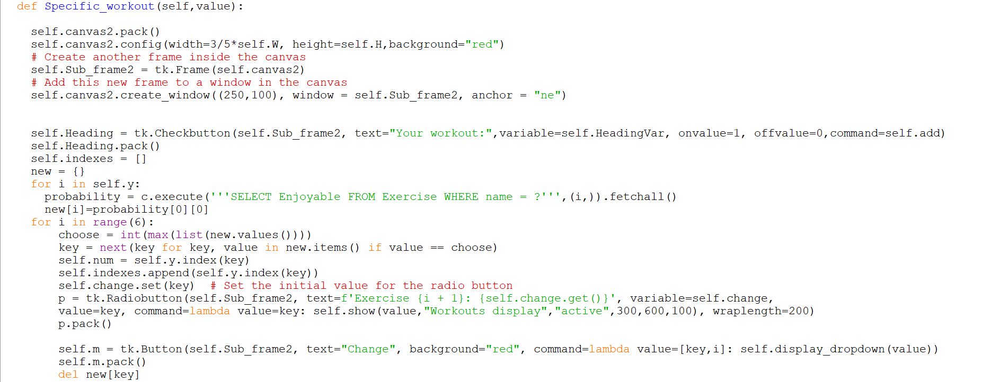 def Specific_workout(self,value):
self.canvas2.pack()
self.canvas2.config(width=3/5*self.W, height=self.H,background="red")
# Create another frame inside the canvas
self.Sub_frame2 = tk.Frame(self.canvas2)
# Add this new frame to a window in the canvas
self.canvas2.create_window((250,100), window = self.Sub_frame2, anchor = "ne")
self.Heading = tk.Checkbutton(self.Sub_frame2, text="Your workout:",variable=self.HeadingVar, onvalue=1, offvalue=0,command=self.add)
self.Heading.pack()
self.indexes = []
new = {}
for i in self.y:
probability = c.execute('''SELECT Enjoyable FROM Exercise WHERE name = ?''',(i,)).fetchall()
new[i]=probability[0][0]
for i in range(6):
choose = int(max(list(new.values())))
key = next(key for key, value in new.items() if value == choose)
self.num = self.y.index(key)
self.indexes.append(self.y.index(key))
self.change.set(key)  # Set the initial value for the radio button
p = tk.Radiobutton(self.Sub_frame2, text=f'Exercise {i + 1}: {self.change.get()}', variable=self.change,
value=key, command=lambda value=key: self.show(value,"Workouts display","active",300,600,100), wraplength=200)
p.pack()
self.m = tk.Button(self.Sub_frame2, text="Change", background="red", command=lambda value=[key,i]: self.display_dropdown(value))
self.m.pack()
del new[key]